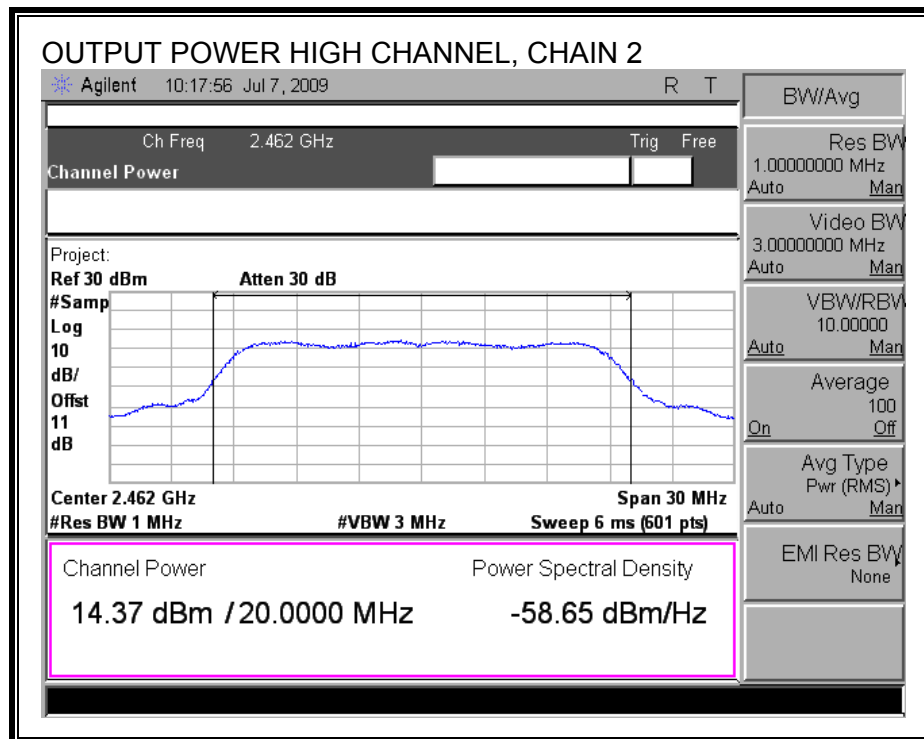 OUTPUT POWER HIGH CHANNEL, CHAIN 2
Agilent 10:17:56 Jul 7, 2009 R T
BW/Avg
Ch Freq 2.462 GHz Trig Free
Channel Power
Res BW
1.00000000 MHz
Auto Man
Video BW
3.00000000 MHz
Auto Man
VBW/RBW
10.00000
Auto Man
Average
100
On Off
Avg Type
Pwr (RMS)
Auto Man
EMI Res BW
None
Project:
Ref 30 dBm Atten 30 dB
#Samp
Log
10
dB/
Offst
11
dB
Center 2.462 GHz Span 30 MHz
#Res BW 1 MHz #VBW 3 MHz Sweep 6 ms (601 pts)
Channel Power Power Spectral Density
14.37 dBm / 20.0000 MHz -58.65 dBm/Hz